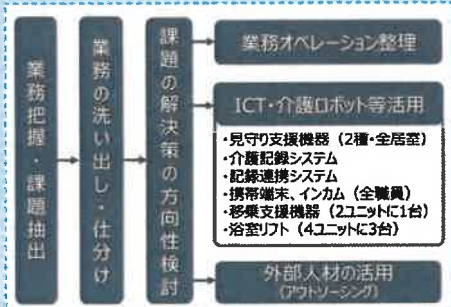 業務把握・課題抽出
業務の洗い出し・仕分け
課題の解決策の方向性検討
業務オペレーション整理
ICT・介護ロボット等活用
・見守り支援機器（2種・全居室）
・介護記録システム
・記録連携システム
・携帯端末、インカム（全職員）
・移乗支援機器（2ユニットに1台）
・浴室リフト（4ユニットに3台）
外部人材の活用
（アウトソーシング）